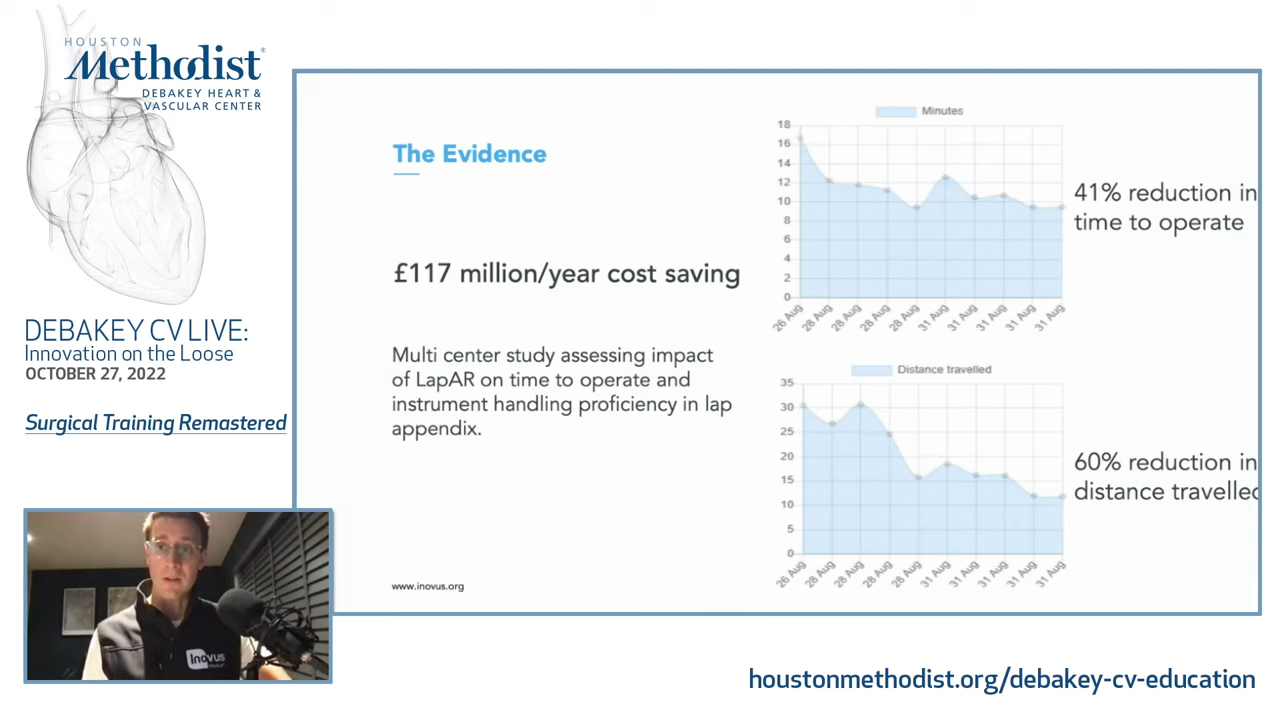 HOUSTON
Methodist®
DEBAKEY HEART &
VASCULAR CENTER
DEBAKEY CV LIVE:
Innovation on the Loose
OCTOBER 27, 2022
Surgical Training Remastered
The Evidence
£117 million/year cost saving
Multi center study assessing impact
of LapAR on time to operate and
instrument handling proficiency in lap
appendix.
www.inovus.org
Minutes
18
16
14
12
10
8
6
4
2
0
26 Aug
28 Aug
28 Aug
28 Aug
28 Aug
31 Aug
31 Aug
31 Aug
31 Aug
31 Aug
41% reduction in
time to operate
Distance travelled
35
30
25
20
15
10
5
0
26 Aug
28 Aug
28 Aug
28 Aug
28 Aug
31 Aug
31 Aug
31 Aug
31 Aug
31 Aug
60% reduction in
distance travelled
Inovus
houstonmethodist.org/debakey-cv-education